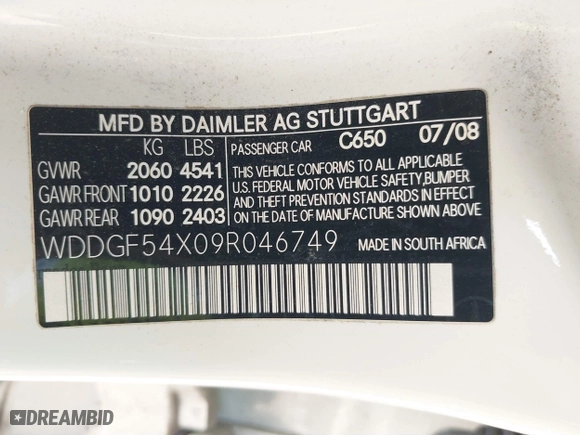 MFD BY DAIMLER AG STUTTGART
KG LBS PASSENGER CAR C650 07/08
GVWR 2060 4541 THIS VEHICLE CONFORMS TO ALL APPLICABLE
GAWR FRONT 1010 2226 U.S. FEDERAL MOTOR VEHICLE SAFETY, BUMPER
AND THEFT PREVENTION STANDARDS IN EFFECT
GAWR REAR 1090 2403 ON THE DATE OF MANUFACTURE SHOWN ABOVE.
WDDGF54X09R046749 MADE IN SOUTH AFRICA
DREAMBID